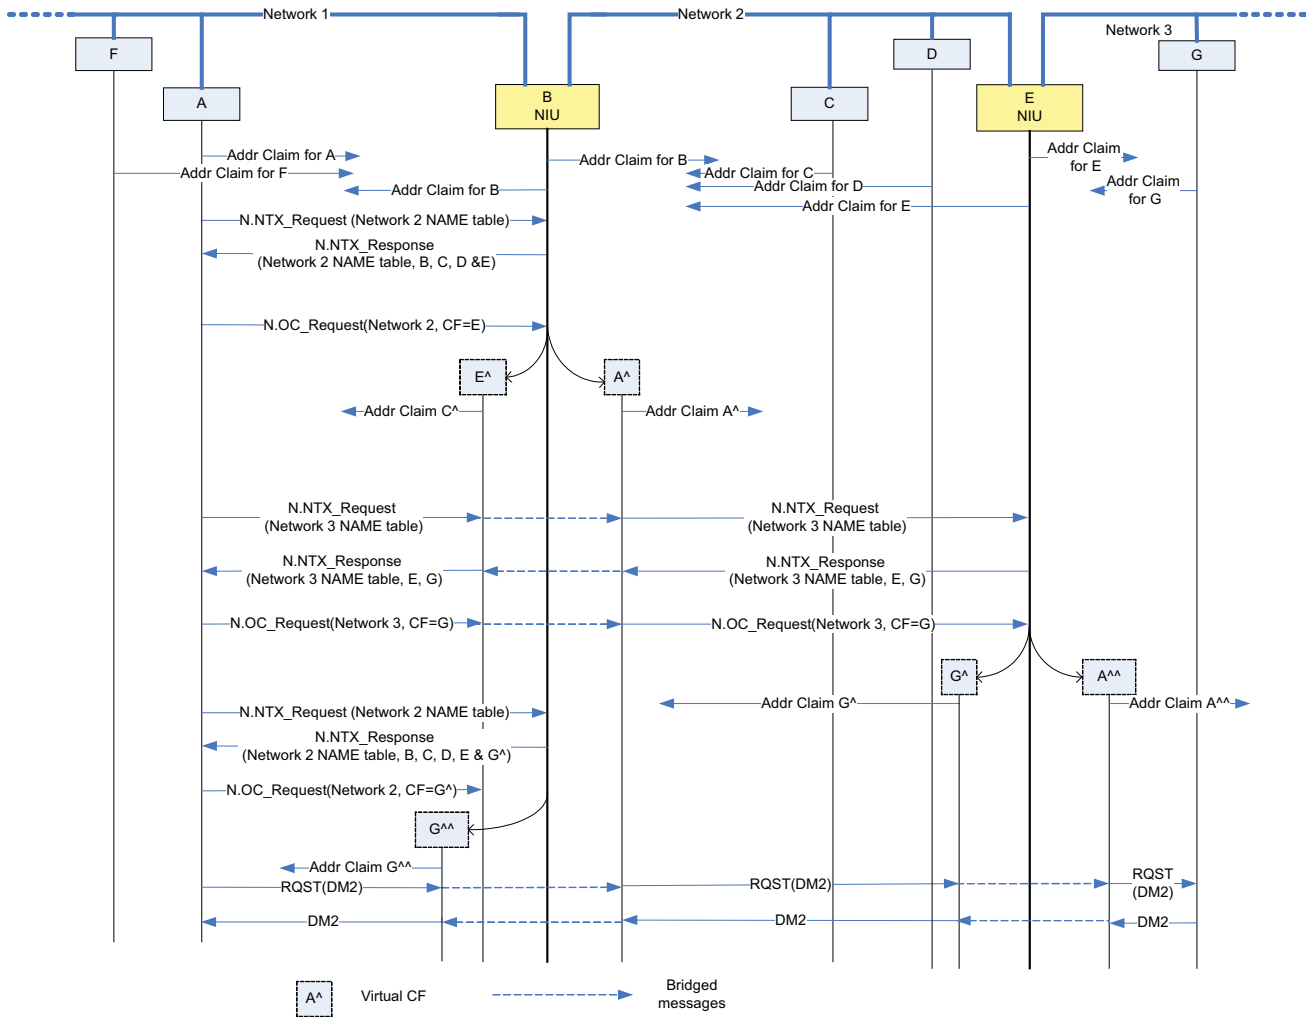 Network 1
Network 2
Network 3
F
A
B
NIU
C
D
E
NIU
G
Addr Claim for A
Addr Claim for F
Addr Claim for B
Addr Claim for B
Addr Claim for C
Addr Claim for D
Addr Claim for E
Addr Claim
for E
Addr Claim
for G
N.NTX_Request (Network 2 NAME table)
N.NTX_Response
(Network 2 NAME table, B, C, D &E)
N.OC_Request(Network 2, CF=E)
E^
A^
Addr Claim C^
Addr Claim A^
N.NTX_Request
(Network 3 NAME table)
N.NTX_Request
(Network 3 NAME table)
N.NTX_Response
(Network 3 NAME table, E, G)
N.NTX_Response
(Network 3 NAME table, E, G)
N.OC_Request(Network 3, CF=G)
N.OC_Request(Network 3, CF=G)
G^
A^^
Addr Claim G^
Addr Claim A^^
N.NTX_Request (Network 2 NAME table)
N.NTX_Response
(Network 2 NAME table, B, C, D, E & G^)
N.OC_Request(Network 2, CF=G^)
G^^
Addr Claim G^^
RQST(DM2)
RQST(DM2)
RQST
(DM2)
DM2
DM2
DM2
A^
Virtual CF
Bridged
messages